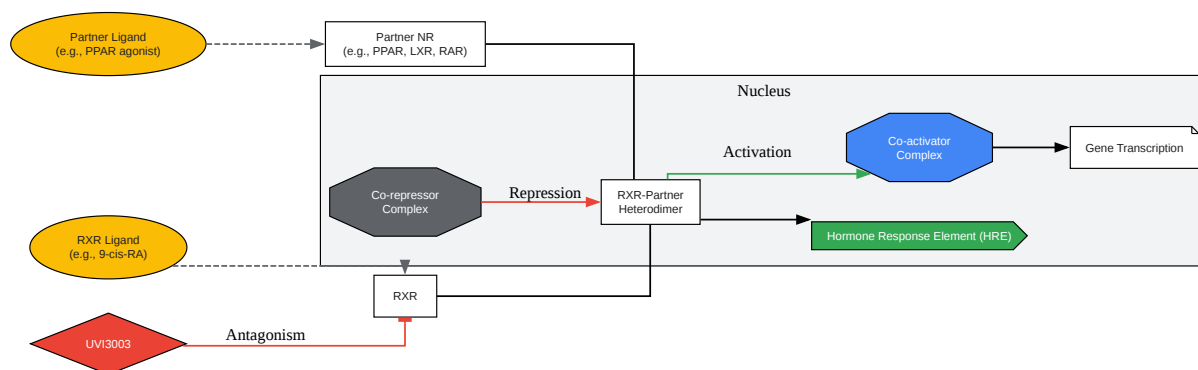 Partner Ligand
(e.g., PPAR agonist)
Partner NR
(e.g., PPAR, LXR, RAR)
Nucleus
Co-activator
Complex
Gene Transcription
Activation
Co-repressor
Complex
Repression
RXR-Partner
Heterodimer
Hormone Response Element (HRE)
RXR Ligand
(e.g., 9-cis-RA)
RXR
Antagonism
UVI3003